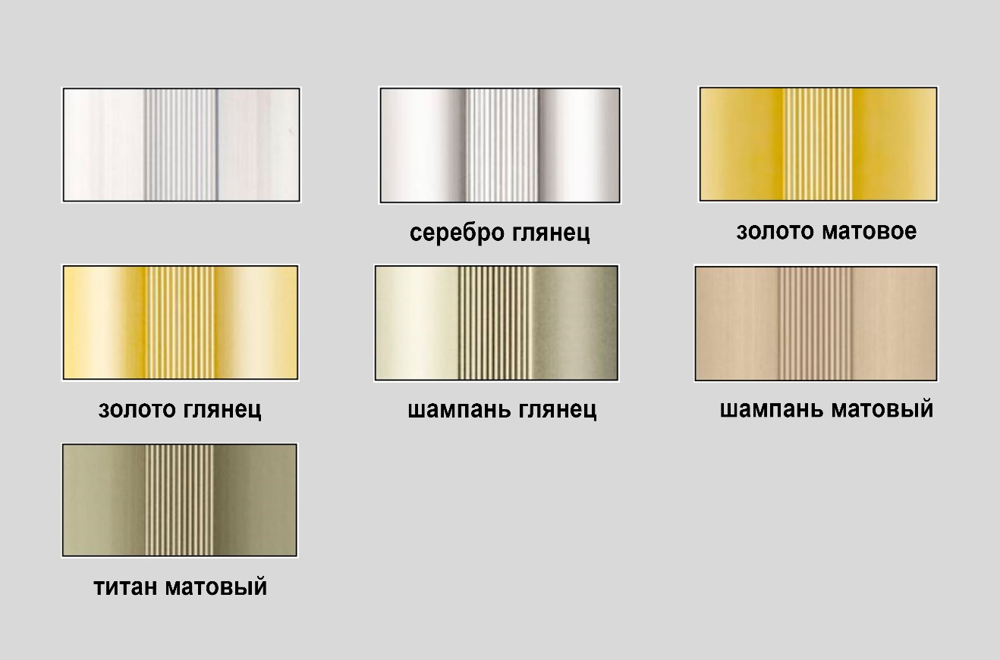 серебро глянец
золото матовое
золото глянец
шампань глянец
шампань матовый
титан матовый